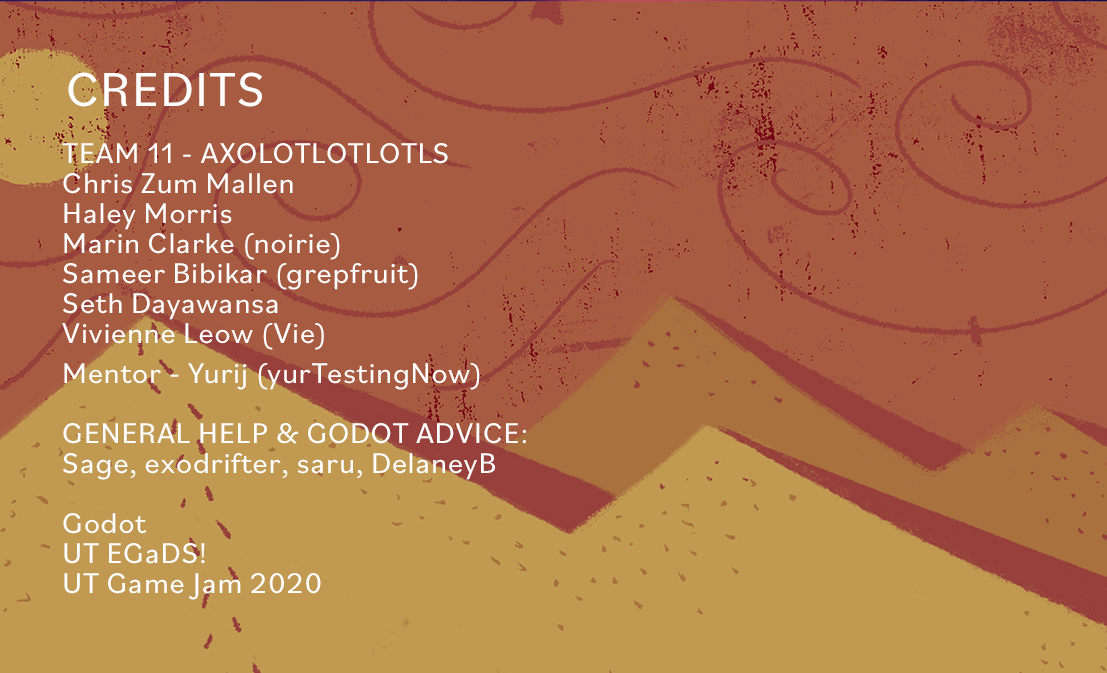 CREDITS
TEAM 11 - AXOLOTLOTLOTLS
Chris Zum Mallen
Haley Morris
Marin Clarke (noirie)
Sameer Bibikar (grepfruit)
Seth Dayawansa
Vivienne Leow (Vie)
Mentor - Yurij (yurTestingNow)
GENERAL HELP & GODOT ADVICE:
Sage, exodrifter, saru, DelaneyB
Godot
UT EGaDS!
UT Game Jam 2020